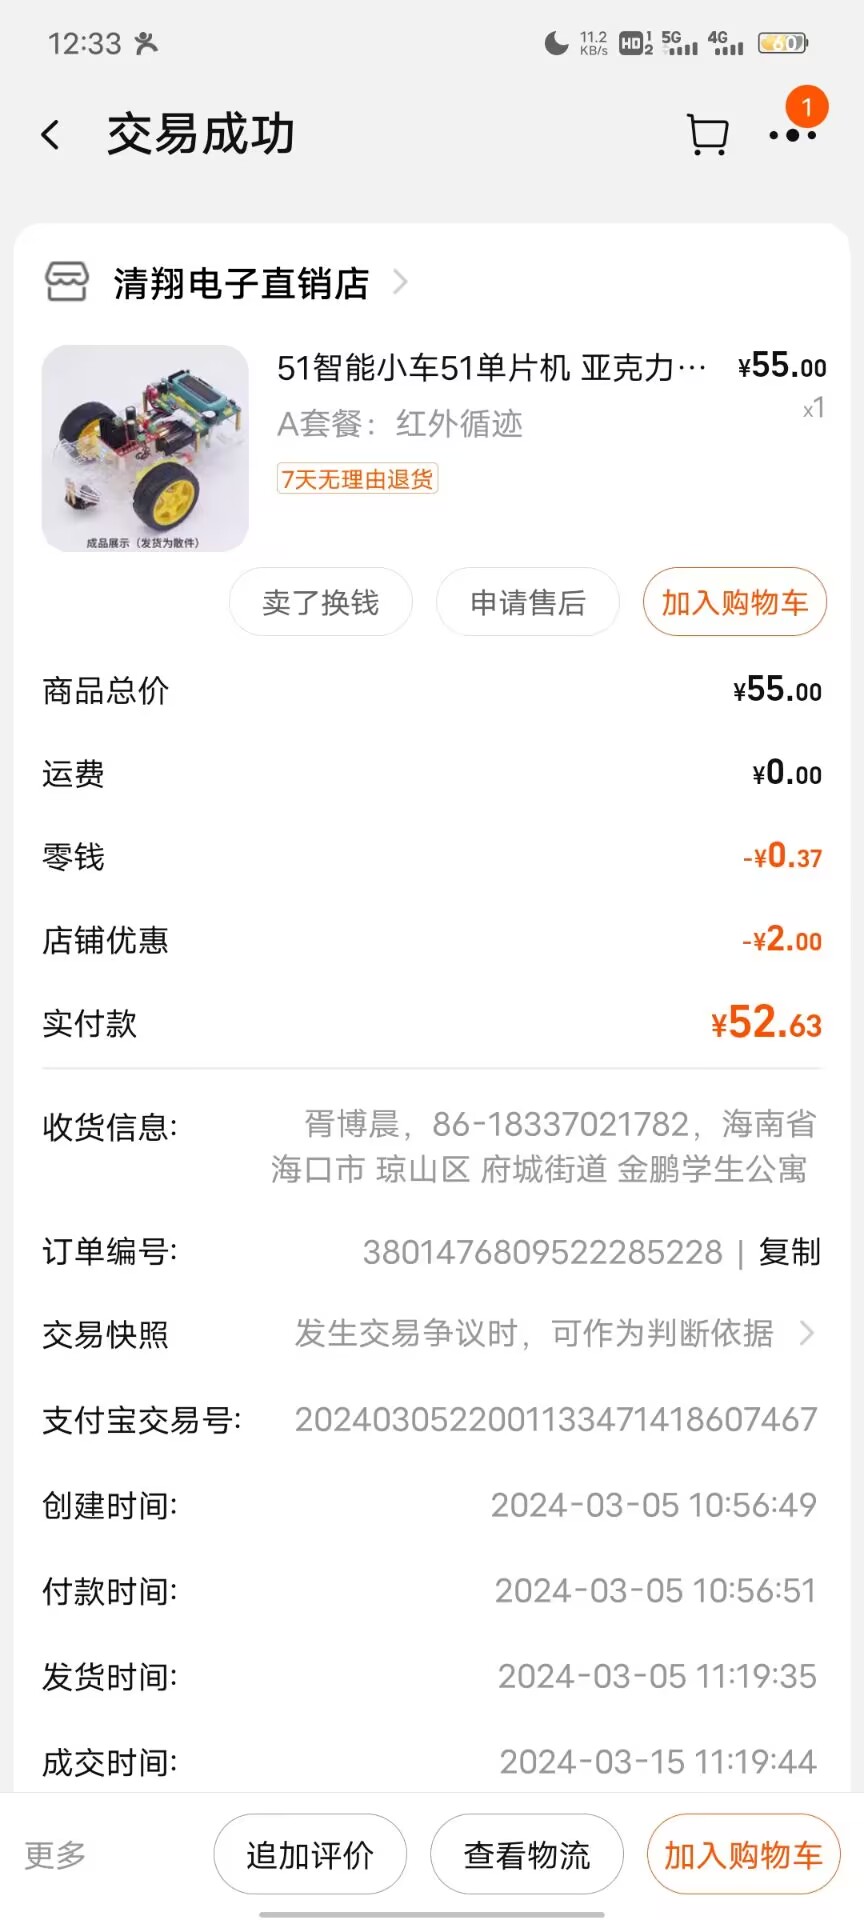 12:33
11.2 KB/s HD 1 2 5G 4G 60
交易成功
1
清翔电子直销店
51智能小车51单片机 亚克力… ¥55.00
A套餐：红外循迹 x1
7天无理由退货
成品展示（发货为散件）
卖了换钱 申请售后 加入购物车
商品总价 ¥55.00
运费 ¥0.00
零钱 -¥0.37
店铺优惠 -¥2.00
实付款 ¥52.63
收货信息: 胥博晨，86-18337021782，海南省
海口市 琼山区 府城街道 金鹏学生公寓
订单编号: 3801476809522285228 | 复制
交易快照 发生交易争议时，可作为判断依据
支付宝交易号: 2024030522001133471418607467
创建时间: 2024-03-05 10:56:49
付款时间: 2024-03-05 10:56:51
发货时间: 2024-03-05 11:19:35
成交时间: 2024-03-15 11:19:44
更多 追加评价 查看物流 加入购物车